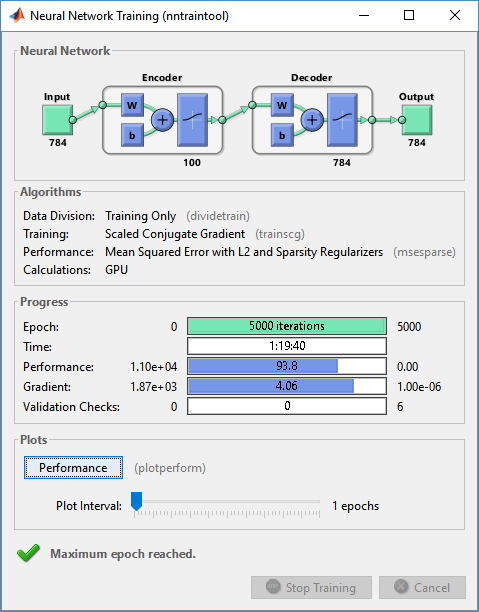 Neural Network Training (nntraintool)
Neural Network
Encoder Decoder
Input Output
W W
b b
+ +
784 784
100 784
Algorithms
Data Division: Training Only (dividetrain)
Training: Scaled Conjugate Gradient (trainscg)
Performance: Mean Squared Error with L2 and Sparsity Regularizers (msesparse)
Calculations: GPU
Progress
Epoch: 0 5000 iterations 5000
Time: 1:19:40
Performance: 1.10e+04 93.8 0.00
Gradient: 1.87e+03 4.06 1.00e-06
Validation Checks: 0 0 6
Plots
Performance (plotperform)
Plot Interval: 1 epochs
Maximum epoch reached.
STOP Stop Training Cancel